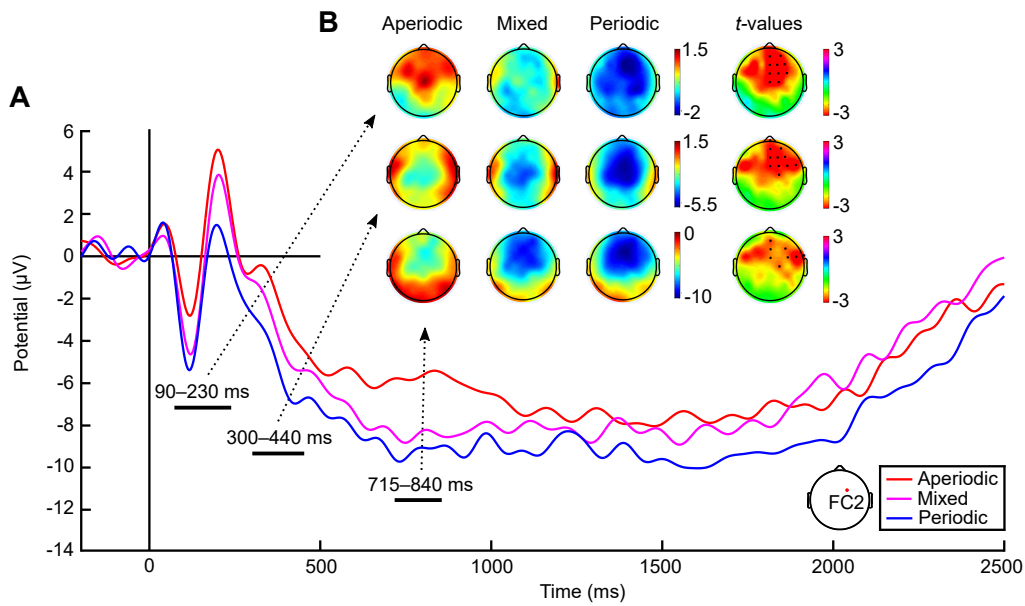 B
Aperiodic Mixed Periodic t-values
1.5
-2
3
-3
1.5
-5.5
3
-3
0
-10
3
-3
A
6
4
2
0
-2
-4
-6
-8
-10
-12
-14
Potential (µV)
90–230 ms
300–440 ms
715–840 ms
FC2
Aperiodic
Mixed
Periodic
0 500 1000 1500 2000 2500
Time (ms)